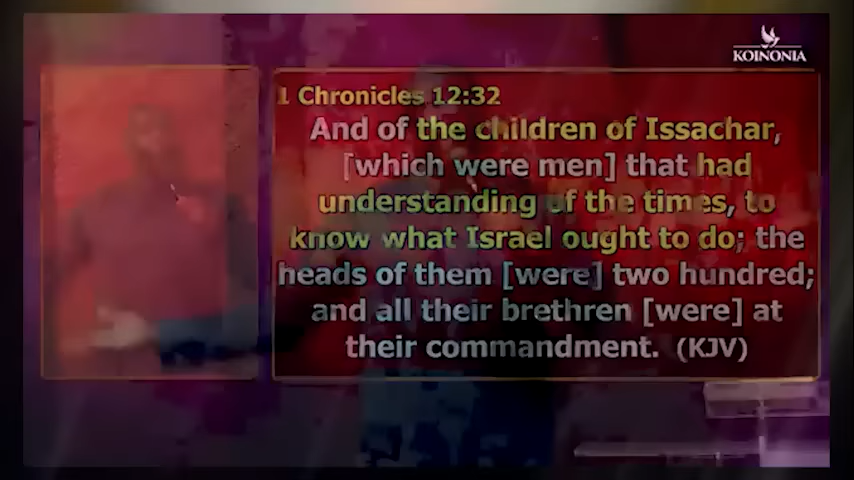 KOINONIA
1 Chronicles 12:32
And of the children of Issachar,
[which were men] that had
understanding of the times, to
know what Israel ought to do; the
heads of them [were] two hundred;
and all their brethren [were] at
their commandment. (KJV)